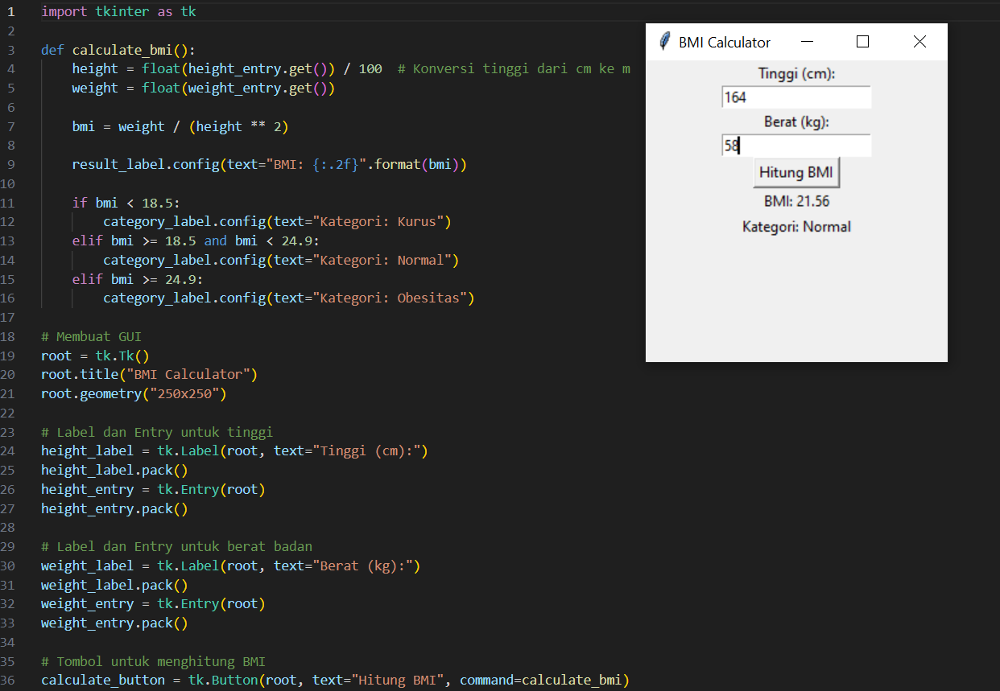 1 import tkinter as tk
2
3 def calculate_bmi():
4     height = float(height_entry.get()) / 100  # Konversi tinggi dari cm ke m
5     weight = float(weight_entry.get())
6
7     bmi = weight / (height ** 2)
8
9     result_label.config(text="BMI: {:.2f}".format(bmi))
10
11     if bmi < 18.5:
12         category_label.config(text="Kategori: Kurus")
13     elif bmi >= 18.5 and bmi < 24.9:
14         category_label.config(text="Kategori: Normal")
15     elif bmi >= 24.9:
16         category_label.config(text="Kategori: Obesitas")
17
18 # Membuat GUI
19 root = tk.Tk()
20 root.title("BMI Calculator")
21 root.geometry("250x250")
22
23 # Label dan Entry untuk tinggi
24 height_label = tk.Label(root, text="Tinggi (cm):")
25 height_label.pack()
26 height_entry = tk.Entry(root)
27 height_entry.pack()
28
29 # Label dan Entry untuk berat badan
30 weight_label = tk.Label(root, text="Berat (kg):")
31 weight_label.pack()
32 weight_entry = tk.Entry(root)
33 weight_entry.pack()
34
35 # Tombol untuk menghitung BMI
36 calculate_button = tk.Button(root, text="Hitung BMI", command=calculate_bmi)
BMI Calculator
Tinggi (cm):
164
Berat (kg):
58
Hitung BMI
BMI: 21.56
Kategori: Normal